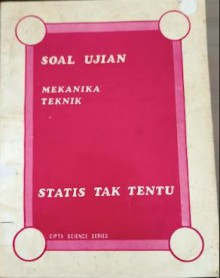 SOAL UJIAN
MEKANIKA
TEKNIK
STATIS TAK TENTU
CIPTA SCIENCE SERIES